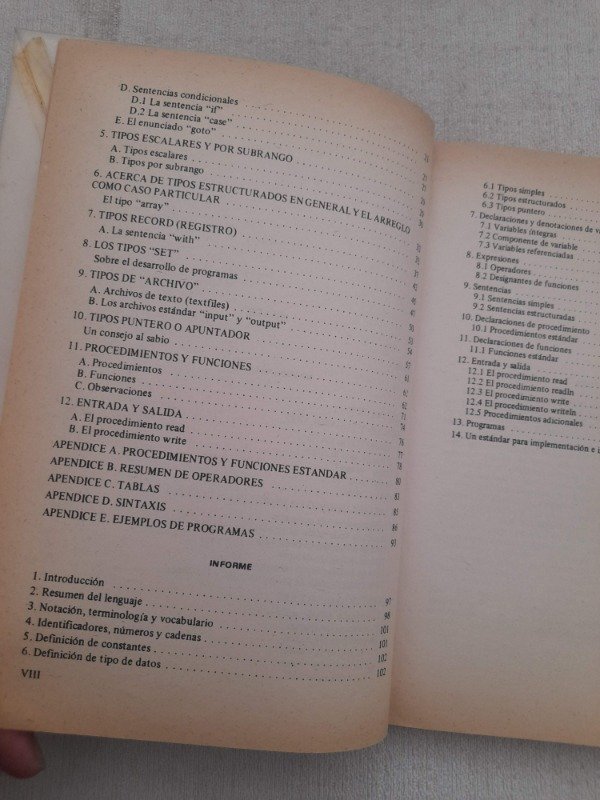 D. Sentencias condicionales
D.1 La sentencia "if"
D.2 La sentencia "case"
E. El enunciado "goto"
5. TIPOS ESCALARES Y POR SUBRANGO
A. Tipos escalares
B. Tipos por subrango
6. ACERCA DE TIPOS ESTRUCTURADOS EN GENERAL Y EL ARREGLO
COMO CASO PARTICULAR
El tipo "array"
7. TIPOS RECORD (REGISTRO)
A. La sentencia "with"
8. LOS TIPOS "SET"
Sobre el desarrollo de programas
9. TIPOS DE "ARCHIVO"
A. Archivos de texto (textfiles)
B. Los archivos estándar "input" y "output"
10. TIPOS PUNTERO O APUNTADOR
Un consejo al sabio
11. PROCEDIMIENTOS Y FUNCIONES
A. Procedimientos
B. Funciones
C. Observaciones
12. ENTRADA Y SALIDA
A. El procedimiento read
B. El procedimiento write
APENDICE A. PROCEDIMIENTOS Y FUNCIONES ESTANDAR
APENDICE B. RESUMEN DE OPERADORES
APENDICE C. TABLAS
APENDICE D. SINTAXIS
APENDICE E. EJEMPLOS DE PROGRAMAS
INFORME
1. Introducción 97
2. Resumen del lenguaje 98
3. Notación, terminología y vocabulario 101
4. Identificadores, números y cadenas 101
5. Definición de constantes 102
6. Definición de tipo de datos 102
VIII
6.1 Tipos simples
6.2 Tipos estructurados
6.3 Tipos puntero
7. Declaraciones y denotaciones de
7.1 Variables íntegras
7.2 Componente de variable
7.3 Variables referenciadas
8. Expresiones
8.1 Operadores
8.2 Designantes de funciones
9. Sentencias
9.1 Sentencias simples
9.2 Sentencias estructuradas
10. Declaraciones de procedimiento
10.1 Procedimientos estándar
11. Declaraciones de funciones
11.1 Funciones estándar
12. Entrada y salida
12.1 El procedimiento read
12.2 El procedimiento readln
12.3 El procedimiento write
12.4 El procedimiento writeln
12.5 Procedimientos adicionales
13. Programas
14. Un estándar para implementación e